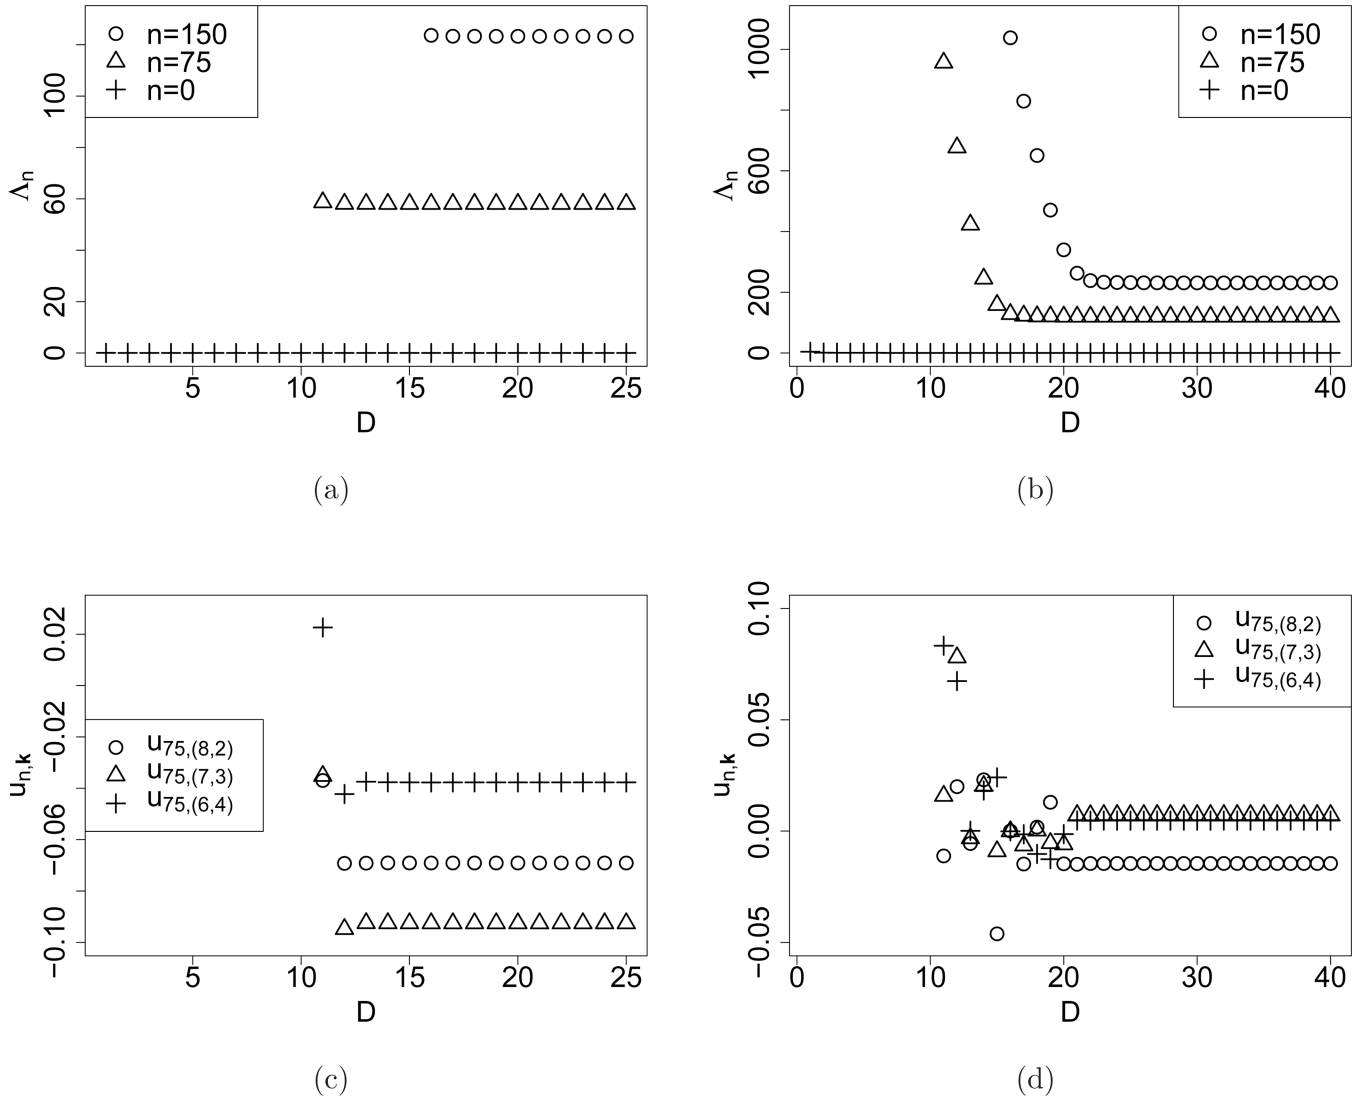 n=150
n=75
n=0
Λn
0 20 60 100
5 10 15 20 25
D
(a)
n=150
n=75
n=0
Λn
0 200 600 1000
0 10 20 30 40
D
(b)
u75,(8,2)
u75,(7,3)
u75,(6,4)
un,k
−0.10 −0.06 −0.02 0.02
5 10 15 20 25
D
(c)
u75,(8,2)
u75,(7,3)
u75,(6,4)
un,k
−0.05 0.00 0.05 0.10
0 10 20 30 40
D
(d)